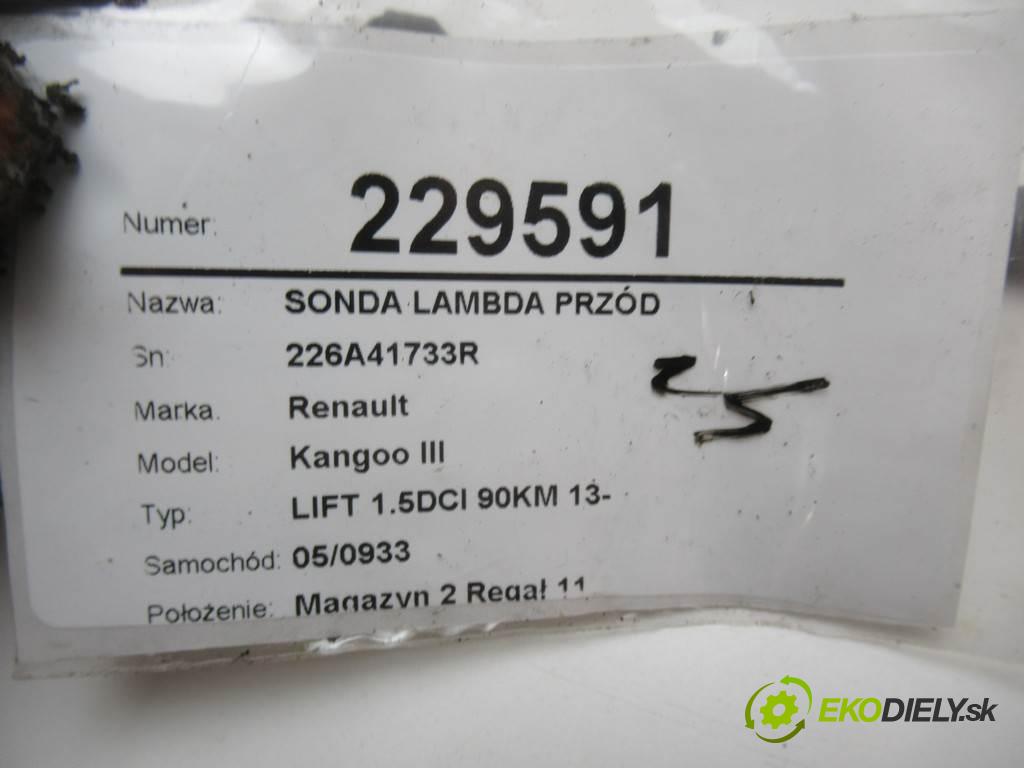 Numer: 229591
Nazwa: SONDA LAMBDA PRZÓD
Sn: 226A41733R
Marka: Renault
Model: Kangoo III
Typ: LIFT 1.5DCI 90KM 13-
Samochód: 05/0933
Położenie: Magazyn 2 Regał 11
EKODIELY.sk